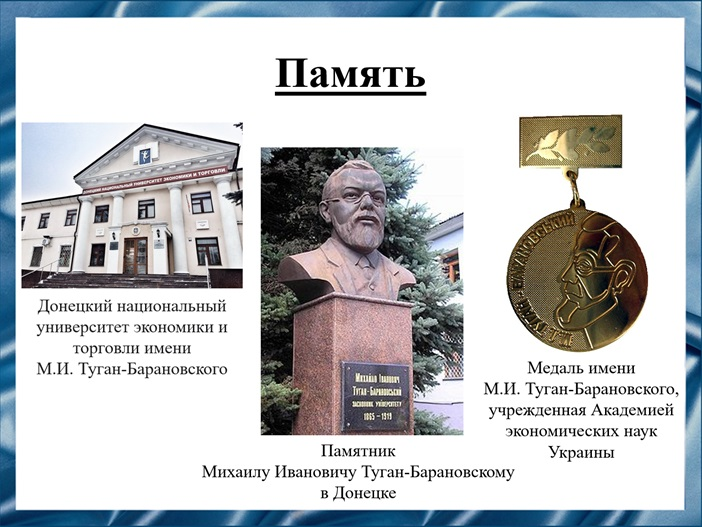 Память
ДОНЕЦКИЙ НАЦИОНАЛЬНЫЙ УНИВЕРСИТЕТ ЭКОНОМИКИ И ТОРГОВЛИ
Донецкий национальный
университет экономики и
торговли имени
М.И. Туган-Барановского
Михайло Іванович
Туган-Барановський
засновник університету
1865 - 1919
Памятник
Михаилу Ивановичу Туган-Барановскому
в Донецке
Медаль имени
М.И. Туган-Барановского,
учрежденная Академией
экономических наук
Украины